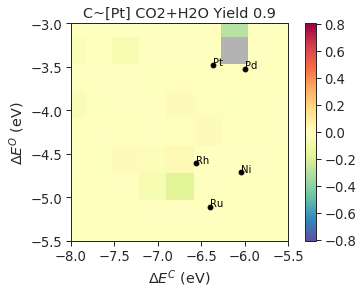 C~[Pt] CO2+H2O Yield 0.9
−3.0
−3.5
−4.0
−4.5
−5.0
−5.5
ΔE^O (eV)
Pt
Pd
Rh
Ni
Ru
−8.0 −7.5 −7.0 −6.5 −6.0 −5.5
ΔE^C (eV)
0.8
0.6
0.4
0.2
0.0
−0.2
−0.4
−0.6
−0.8